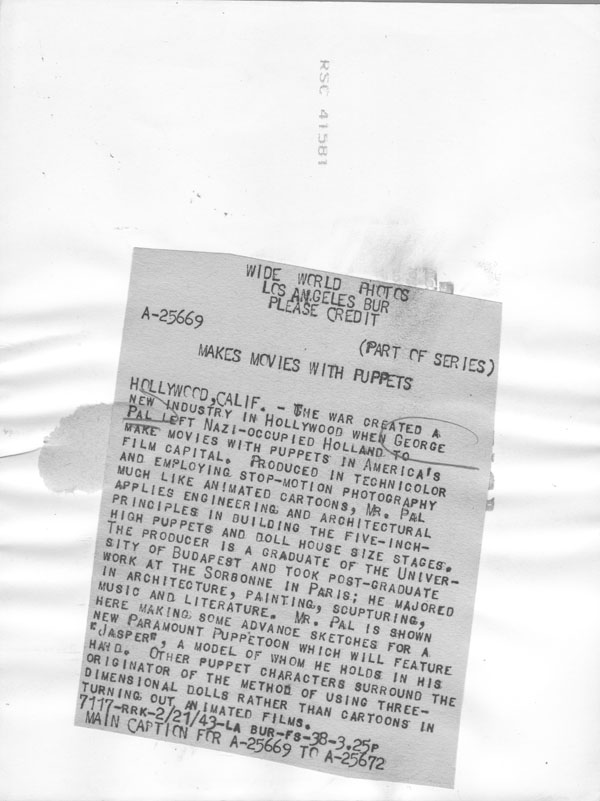 RSC 41581
WIDE WORLD PHOTOS
LOS ANGELES BUR
PLEASE CREDIT
A-25669
(PART OF SERIES)
MAKES MOVIES WITH PUPPETS
HOLLYWOOD, CALIF. - THE WAR CREATED A
NEW INDUSTRY IN HOLLYWOOD WHEN GEORGE
PAL LEFT NAZI-OCCUPIED HOLLAND TO
MAKE MOVIES WITH PUPPETS IN AMERICA'S
FILM CAPITAL. PRODUCED IN TECHNICOLOR
AND EMPLOYING STOP-MOTION PHOTOGRAPHY
MUCH LIKE ANIMATED CARTOONS, MR. PAL
APPLIES ENGINEERING AND ARCHITECTURAL
PRINCIPLES IN BUILDING THE FIVE-INCH-
HIGH PUPPETS AND DOLL HOUSE SIZE STAGES.
THE PRODUCER IS A GRADUATE OF THE UNIVER-
SITY OF BUDAPEST AND TOOK POST-GRADUATE
WORK AT THE SORBONNE IN PARIS; HE MAJORED
IN ARCHITECTURE, PAINTING, SCUPTURING,
MUSIC AND LITERATURE. MR. PAL IS SHOWN
HERE MAKING SOME ADVANCE SKETCHES FOR A
NEW PARAMOUNT PUPPETOON WHICH WILL FEATURE
"JASPER", A MODEL OF WHOM HE HOLDS IN HIS
HAND. OTHER PUPPET CHARACTERS SURROUND THE
ORIGINATOR OF THE METHOD OF USING THREE-
DIMENSIONAL DOLLS RATHER THAN CARTOONS IN
TURNING OUT ANIMATED FILMS.
7117-RRK-2/21/43-LA BUR-FS-38-3.25P
MAIN CAPTION FOR A-25669 TO A-25672